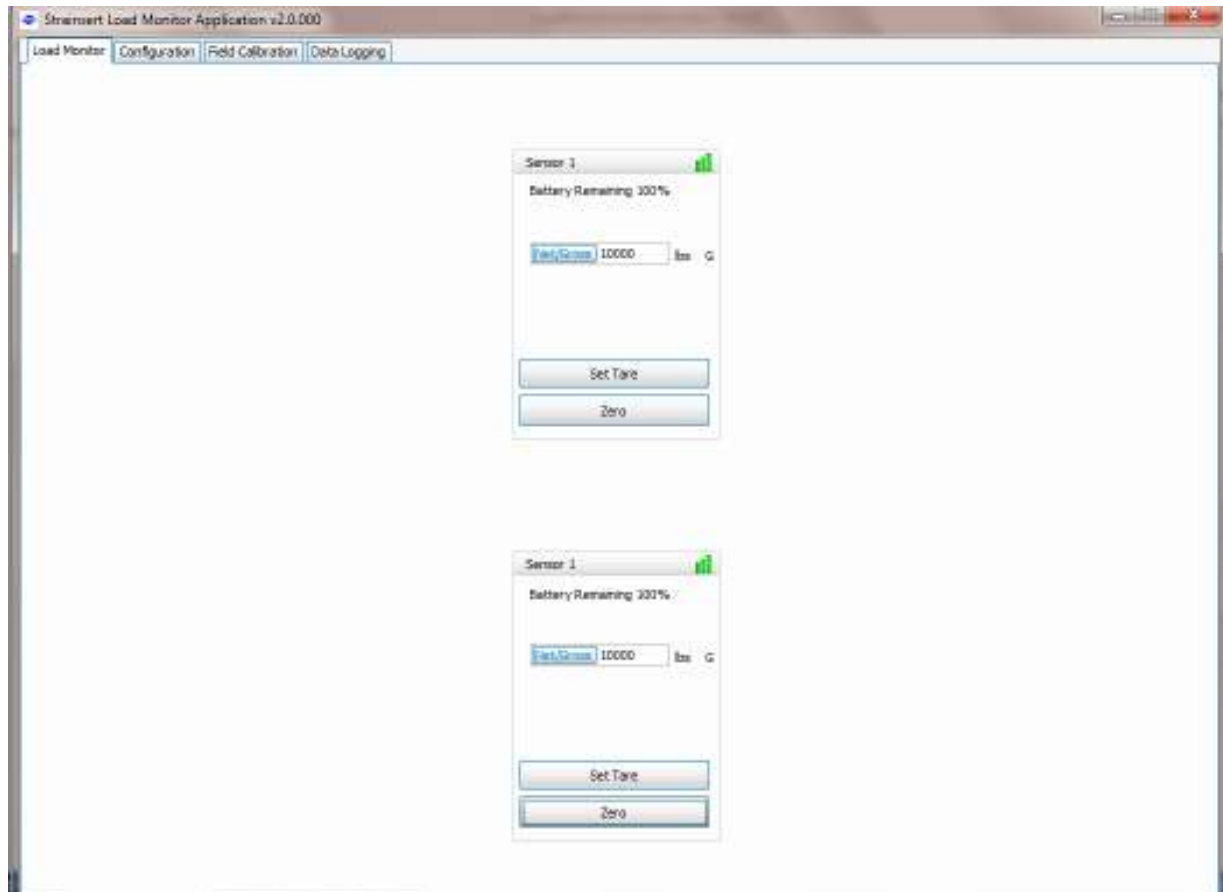 Strainsert Load Monitor Application v2.0.000
Load Monitor Configuration Field Calibration Data Logging
Sensor 1
Battery Remaining 100%
Net/Gross 10000 lbs G
Set Tare
Zero
Sensor 1
Battery Remaining 100%
Net/Gross 10000 lbs G
Set Tare
Zero